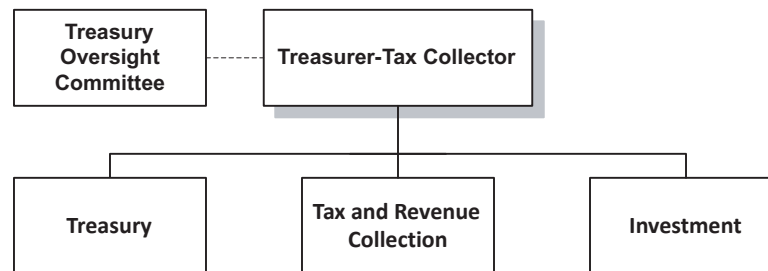 Treasury
Oversight
Committee
Treasurer-Tax Collector
Treasury
Tax and Revenue
Collection
Investment